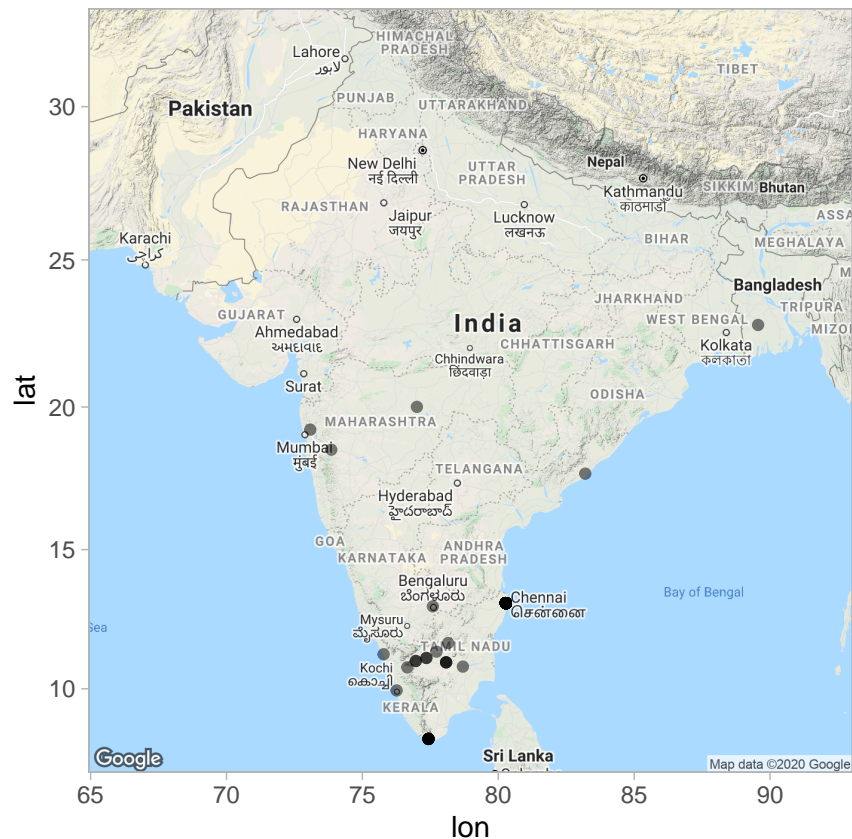 HIMACHAL
PRADESH
Lahore
لاہور
TIBET
PUNJAB
UTTARAKHAND
Pakistan
30
HARYANA
New Delhi
नई दिल्ली
UTTAR
PRADESH
Nepal
Kathmandu
काठमाडौं
SIKKIM
Bhutan
RAJASTHAN
Jaipur
जयपुर
Lucknow
लखनऊ
ASSA
BIHAR
MEGHALAYA
Karachi
کراچی
25
Bangladesh
JHARKHAND
TRIPURA
GUJARAT
India
WEST BENGAL
MIZO
Ahmedabad
અમદાવાદ
CHHATTISGARH
Kolkata
কলকাতা
Chhindwara
छिंदवाड़ा
Surat
ODISHA
lat
20
MAHARASHTRA
Mumbai
मुंबई
TELANGANA
Hyderabad
హైదరాబాద్
GOA
15
ANDHRA
PRADESH
KARNATAKA
Bengaluru
ಬೆಂಗಳೂರು
Bay of Bengal
Chennai
சென்னை
Mysuru
ಮೈಸೂರು
Sea
TAMIL NADU
Kochi
കൊച്ചി
10
KERALA
Sri Lanka
Google
Map data ©2020 Google
65 70 75 80 85 90
lon